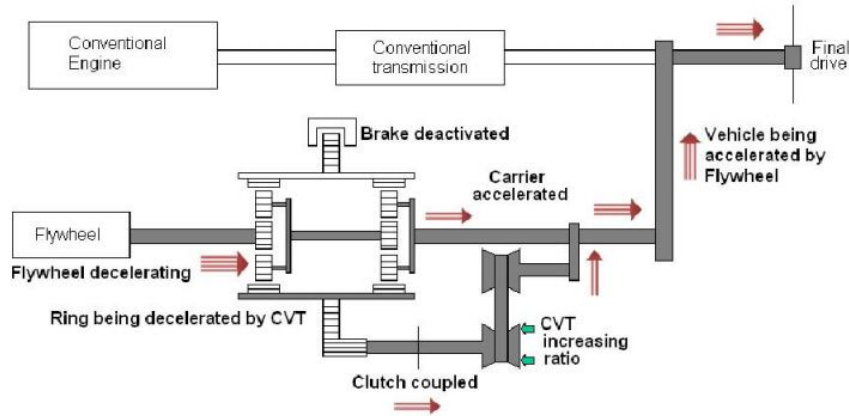 Conventional
Engine
Conventional
transmission
Final
drive
Brake deactivated
Vehicle being
accelerated by
Flywheel
Carrier
accelerated
Flywheel
Flywheel decelerating
Ring being decelerated by CVT
CVT
increasing
ratio
Clutch coupled